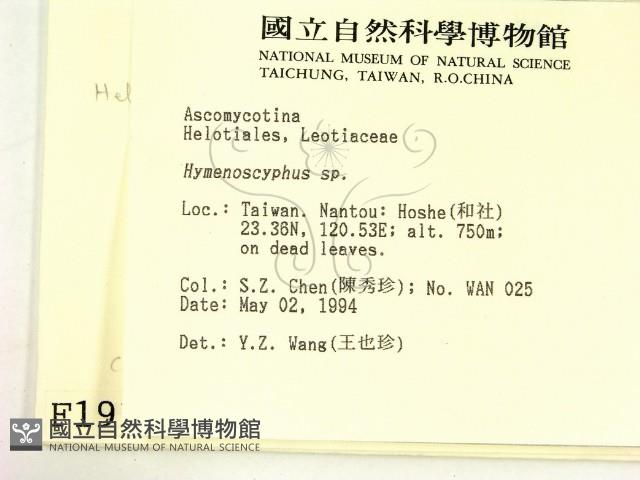 國立自然科學博物館
NATIONAL MUSEUM OF NATURAL SCIENCE
TAICHUNG, TAIWAN, R.O.CHINA
Hel
Ascomycotina
Helotiales, Leotiaceae
Hymenoscyphus sp.
Loc.: Taiwan. Nantou: Hoshe(和社)
23.36N, 120.53E; alt. 750m;
on dead leaves.
Col.: S.Z. Chen(陳秀珍); No. WAN 025
Date: May 02, 1994
Det.: Y.Z. Wang(王也珍)
F19
國立自然科學博物館
NATIONAL MUSEUM OF NATURAL SCIENCE